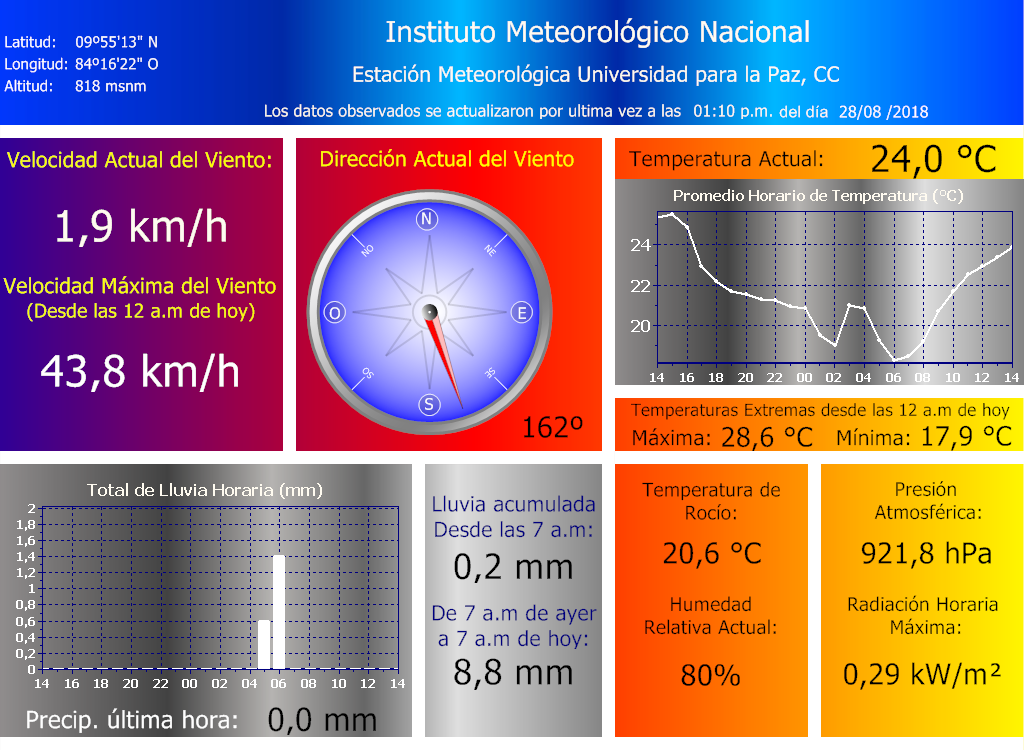 Instituto Meteorológico Nacional
Latitud: 09º55'13" N
Longitud: 84º16'22" O
Altitud: 818 msnm
Estación Meteorológica Universidad para la Paz, CC
Los datos observados se actualizaron por ultima vez a las 01:10 p.m. del día 28/08 /2018
Velocidad Actual del Viento:
1,9 km/h
Velocidad Máxima del Viento
(Desde las 12 a.m de hoy)
43,8 km/h
Dirección Actual del Viento
N
NO
NE
O
E
SO
SE
S
162º
Temperatura Actual: 24,0 °C
Promedio Horario de Temperatura (°C)
24
22
20
14 16 18 20 22 00 02 04 06 08 10 12 14
Temperaturas Extremas desde las 12 a.m de hoy
Máxima: 28,6 °C Mínima: 17,9 °C
Total de Lluvia Horaria (mm)
2
1,8
1,6
1,4
1,2
1
0,8
0,6
0,4
0,2
0
14 16 18 20 22 00 02 04 06 08 10 12 14
Precip. última hora: 0,0 mm
Lluvia acumulada
Desde las 7 a.m:
0,2 mm
De 7 a.m de ayer
a 7 a.m de hoy:
8,8 mm
Temperatura de
Rocío:
20,6 °C
Humedad
Relativa Actual:
80%
Presión
Atmosférica:
921,8 hPa
Radiación Horaria
Máxima:
0,29 kW/m²